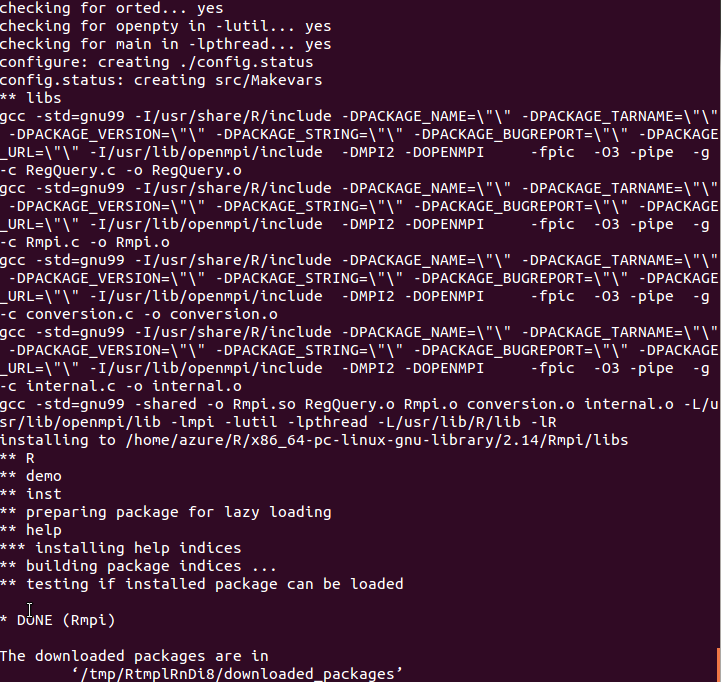 checking for orted... yes
checking for openpty in -lutil... yes
checking for main in -lpthread... yes
configure: creating ./config.status
config.status: creating src/Makevars
** libs
gcc -std=gnu99 -I/usr/share/R/include -DPACKAGE_NAME=\"\" -DPACKAGE_TARNAME=\"\"
 -DPACKAGE_VERSION=\"\" -DPACKAGE_STRING=\"\" -DPACKAGE_BUGREPORT=\"\" -DPACKAGE
_URL=\"\" -I/usr/lib/openmpi/include  -DMPI2 -DOPENMPI     -fpic  -O3 -pipe  -g
-c RegQuery.c -o RegQuery.o
gcc -std=gnu99 -I/usr/share/R/include -DPACKAGE_NAME=\"\" -DPACKAGE_TARNAME=\"\"
 -DPACKAGE_VERSION=\"\" -DPACKAGE_STRING=\"\" -DPACKAGE_BUGREPORT=\"\" -DPACKAGE
_URL=\"\" -I/usr/lib/openmpi/include  -DMPI2 -DOPENMPI     -fpic  -O3 -pipe  -g
-c Rmpi.c -o Rmpi.o
gcc -std=gnu99 -I/usr/share/R/include -DPACKAGE_NAME=\"\" -DPACKAGE_TARNAME=\"\"
 -DPACKAGE_VERSION=\"\" -DPACKAGE_STRING=\"\" -DPACKAGE_BUGREPORT=\"\" -DPACKAGE
_URL=\"\" -I/usr/lib/openmpi/include  -DMPI2 -DOPENMPI     -fpic  -O3 -pipe  -g
-c conversion.c -o conversion.o
gcc -std=gnu99 -I/usr/share/R/include -DPACKAGE_NAME=\"\" -DPACKAGE_TARNAME=\"\"
 -DPACKAGE_VERSION=\"\" -DPACKAGE_STRING=\"\" -DPACKAGE_BUGREPORT=\"\" -DPACKAGE
_URL=\"\" -I/usr/lib/openmpi/include  -DMPI2 -DOPENMPI     -fpic  -O3 -pipe  -g
-c internal.c -o internal.o
gcc -std=gnu99 -shared -o Rmpi.so RegQuery.o Rmpi.o conversion.o internal.o -L/u
sr/lib/openmpi/lib -lmpi -lutil -lpthread -L/usr/lib/R/lib -lR
installing to /home/azure/R/x86_64-pc-linux-gnu-library/2.14/Rmpi/libs
** R
** demo
** inst
** preparing package for lazy loading
** help
*** installing help indices
** building package indices ...
** testing if installed package can be loaded
* DONE (Rmpi)
The downloaded packages are in
        ‘/tmp/RtmplRnDi8/downloaded_packages’